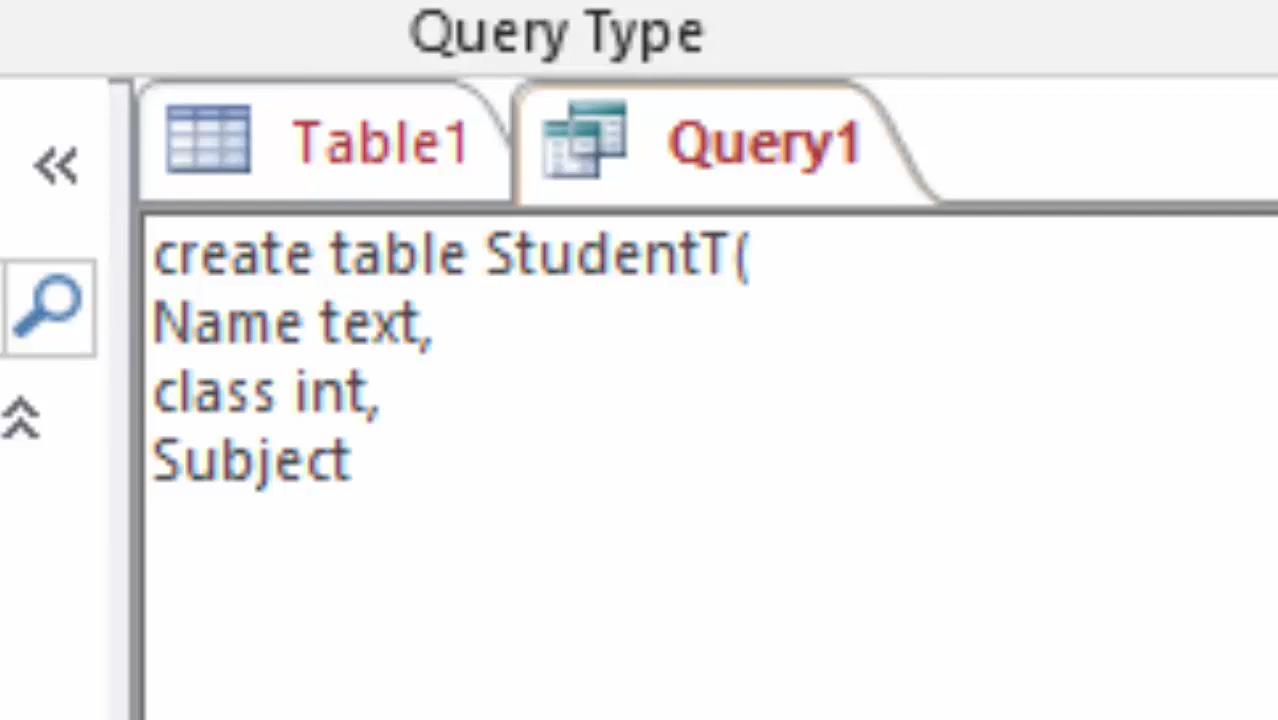 Query Type
Table1 Query1
create table StudentT(
Name text,
class int,
Subject